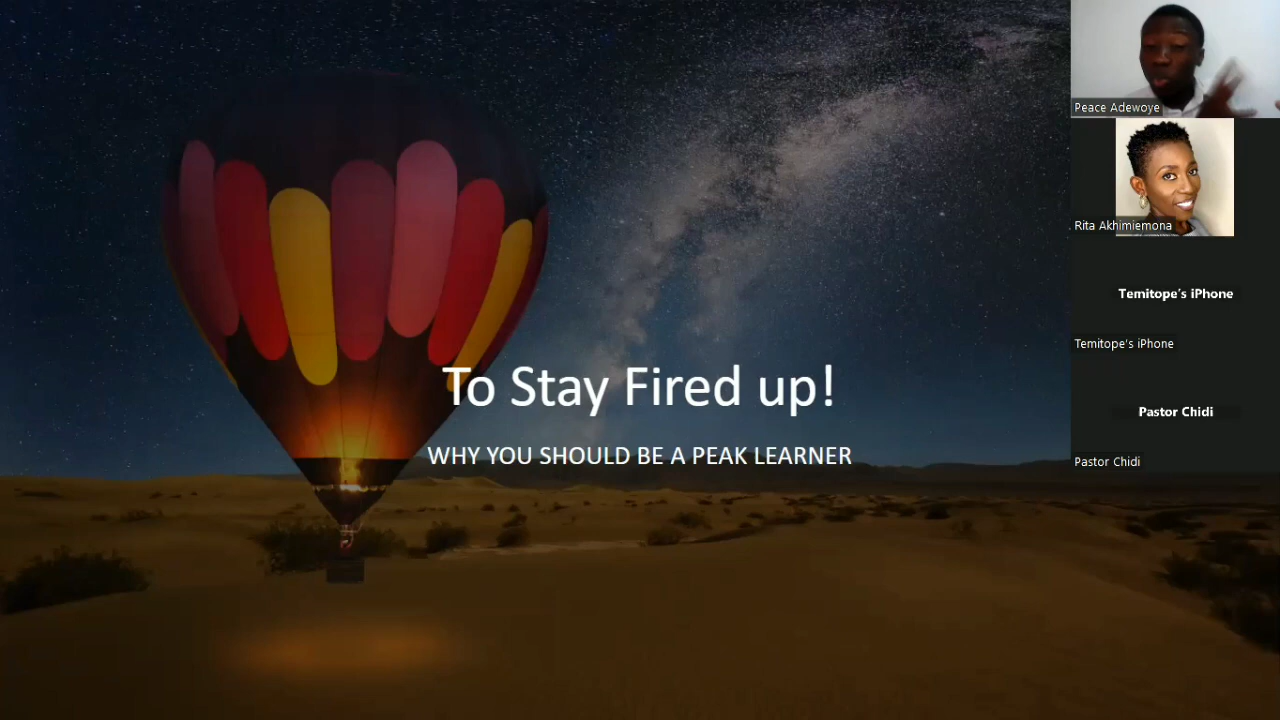 To Stay Fired up!
WHY YOU SHOULD BE A PEAK LEARNER
Peace Adewoye
Rita Akhimiemona
Temitope's iPhone
Temitope's iPhone
Pastor Chidi
Pastor Chidi